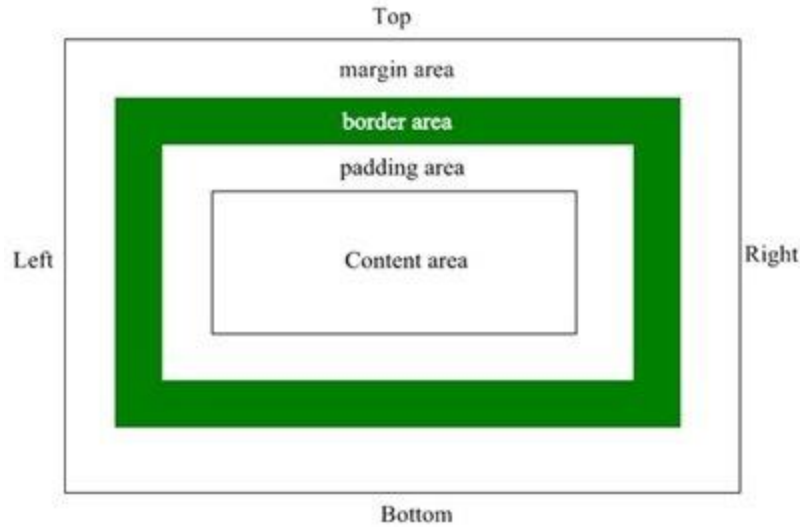 Top
margin area
border area
padding area
Left
Content area
Right
Bottom